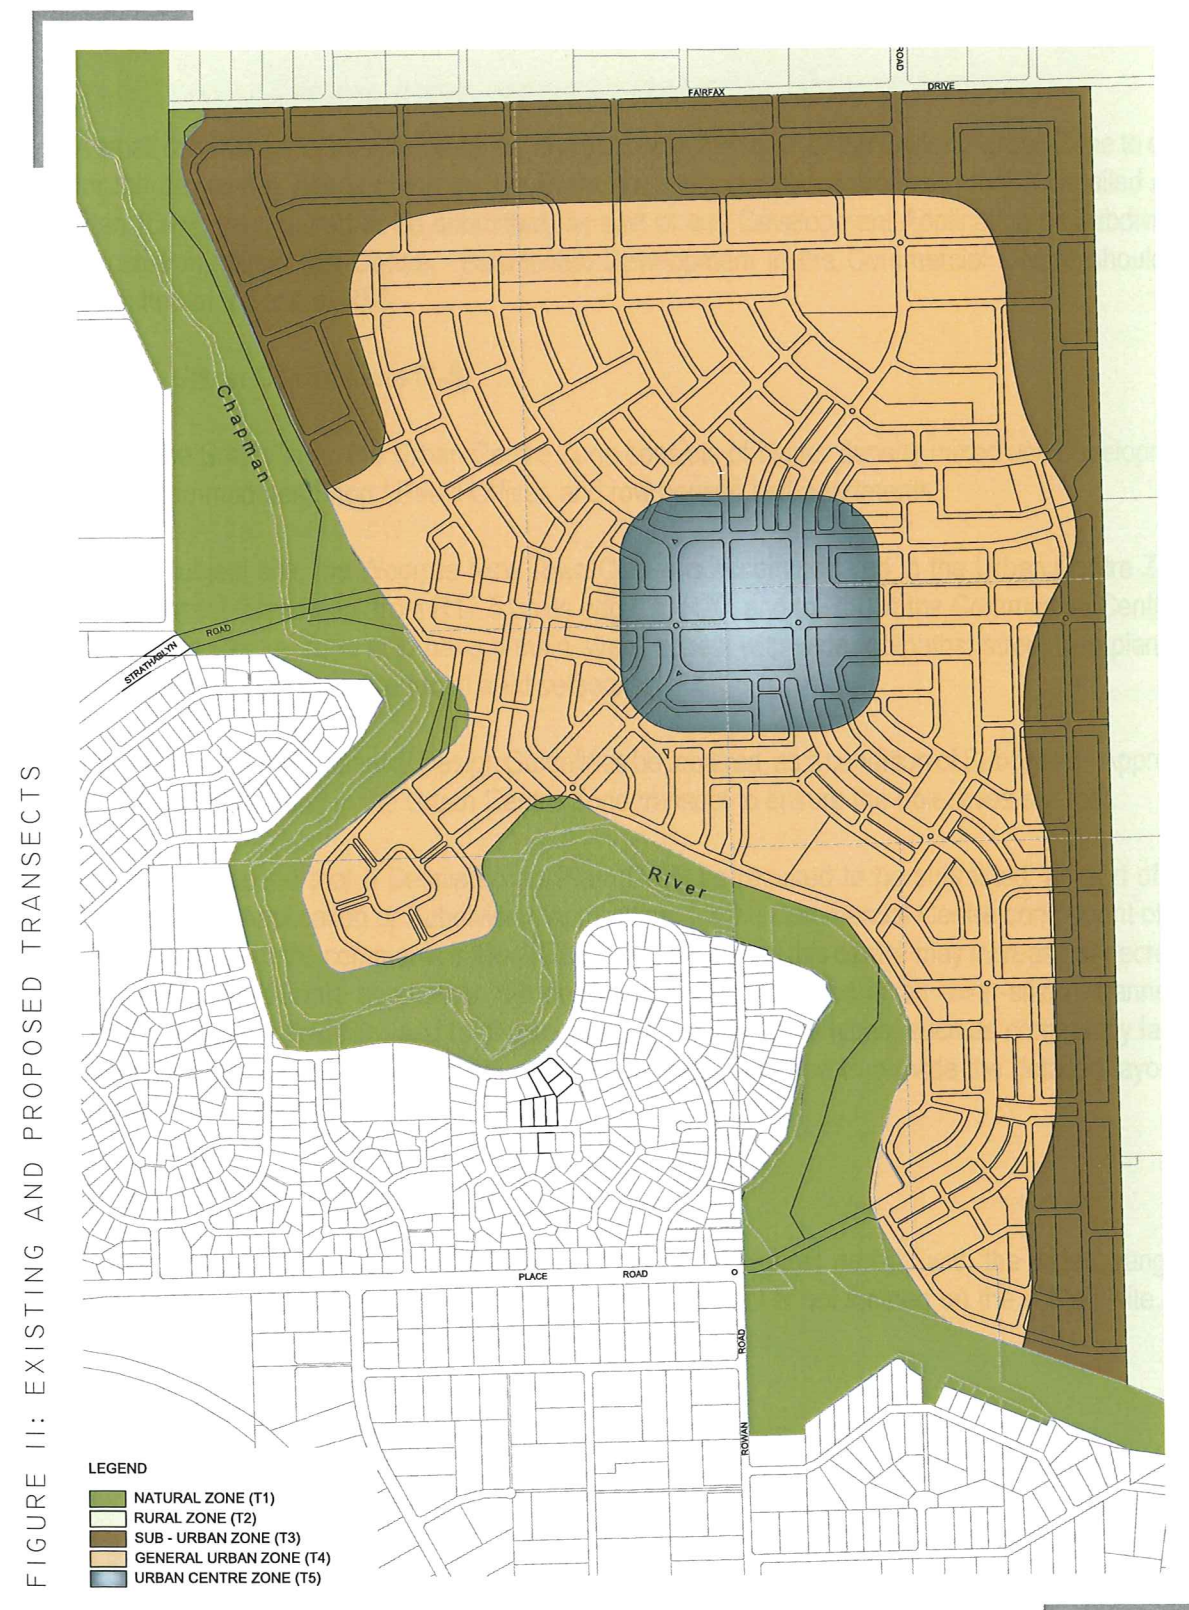 FIGURE 11: EXISTING AND PROPOSED TRANSECTS
ROAD
FAIRFAX DRIVE
Chapman
STRATHABLYN ROAD
River
PLACE ROAD
ROWAN ROAD
LEGEND
NATURAL ZONE (T1)
RURAL ZONE (T2)
SUB - URBAN ZONE (T3)
GENERAL URBAN ZONE (T4)
URBAN CENTRE ZONE (T5)